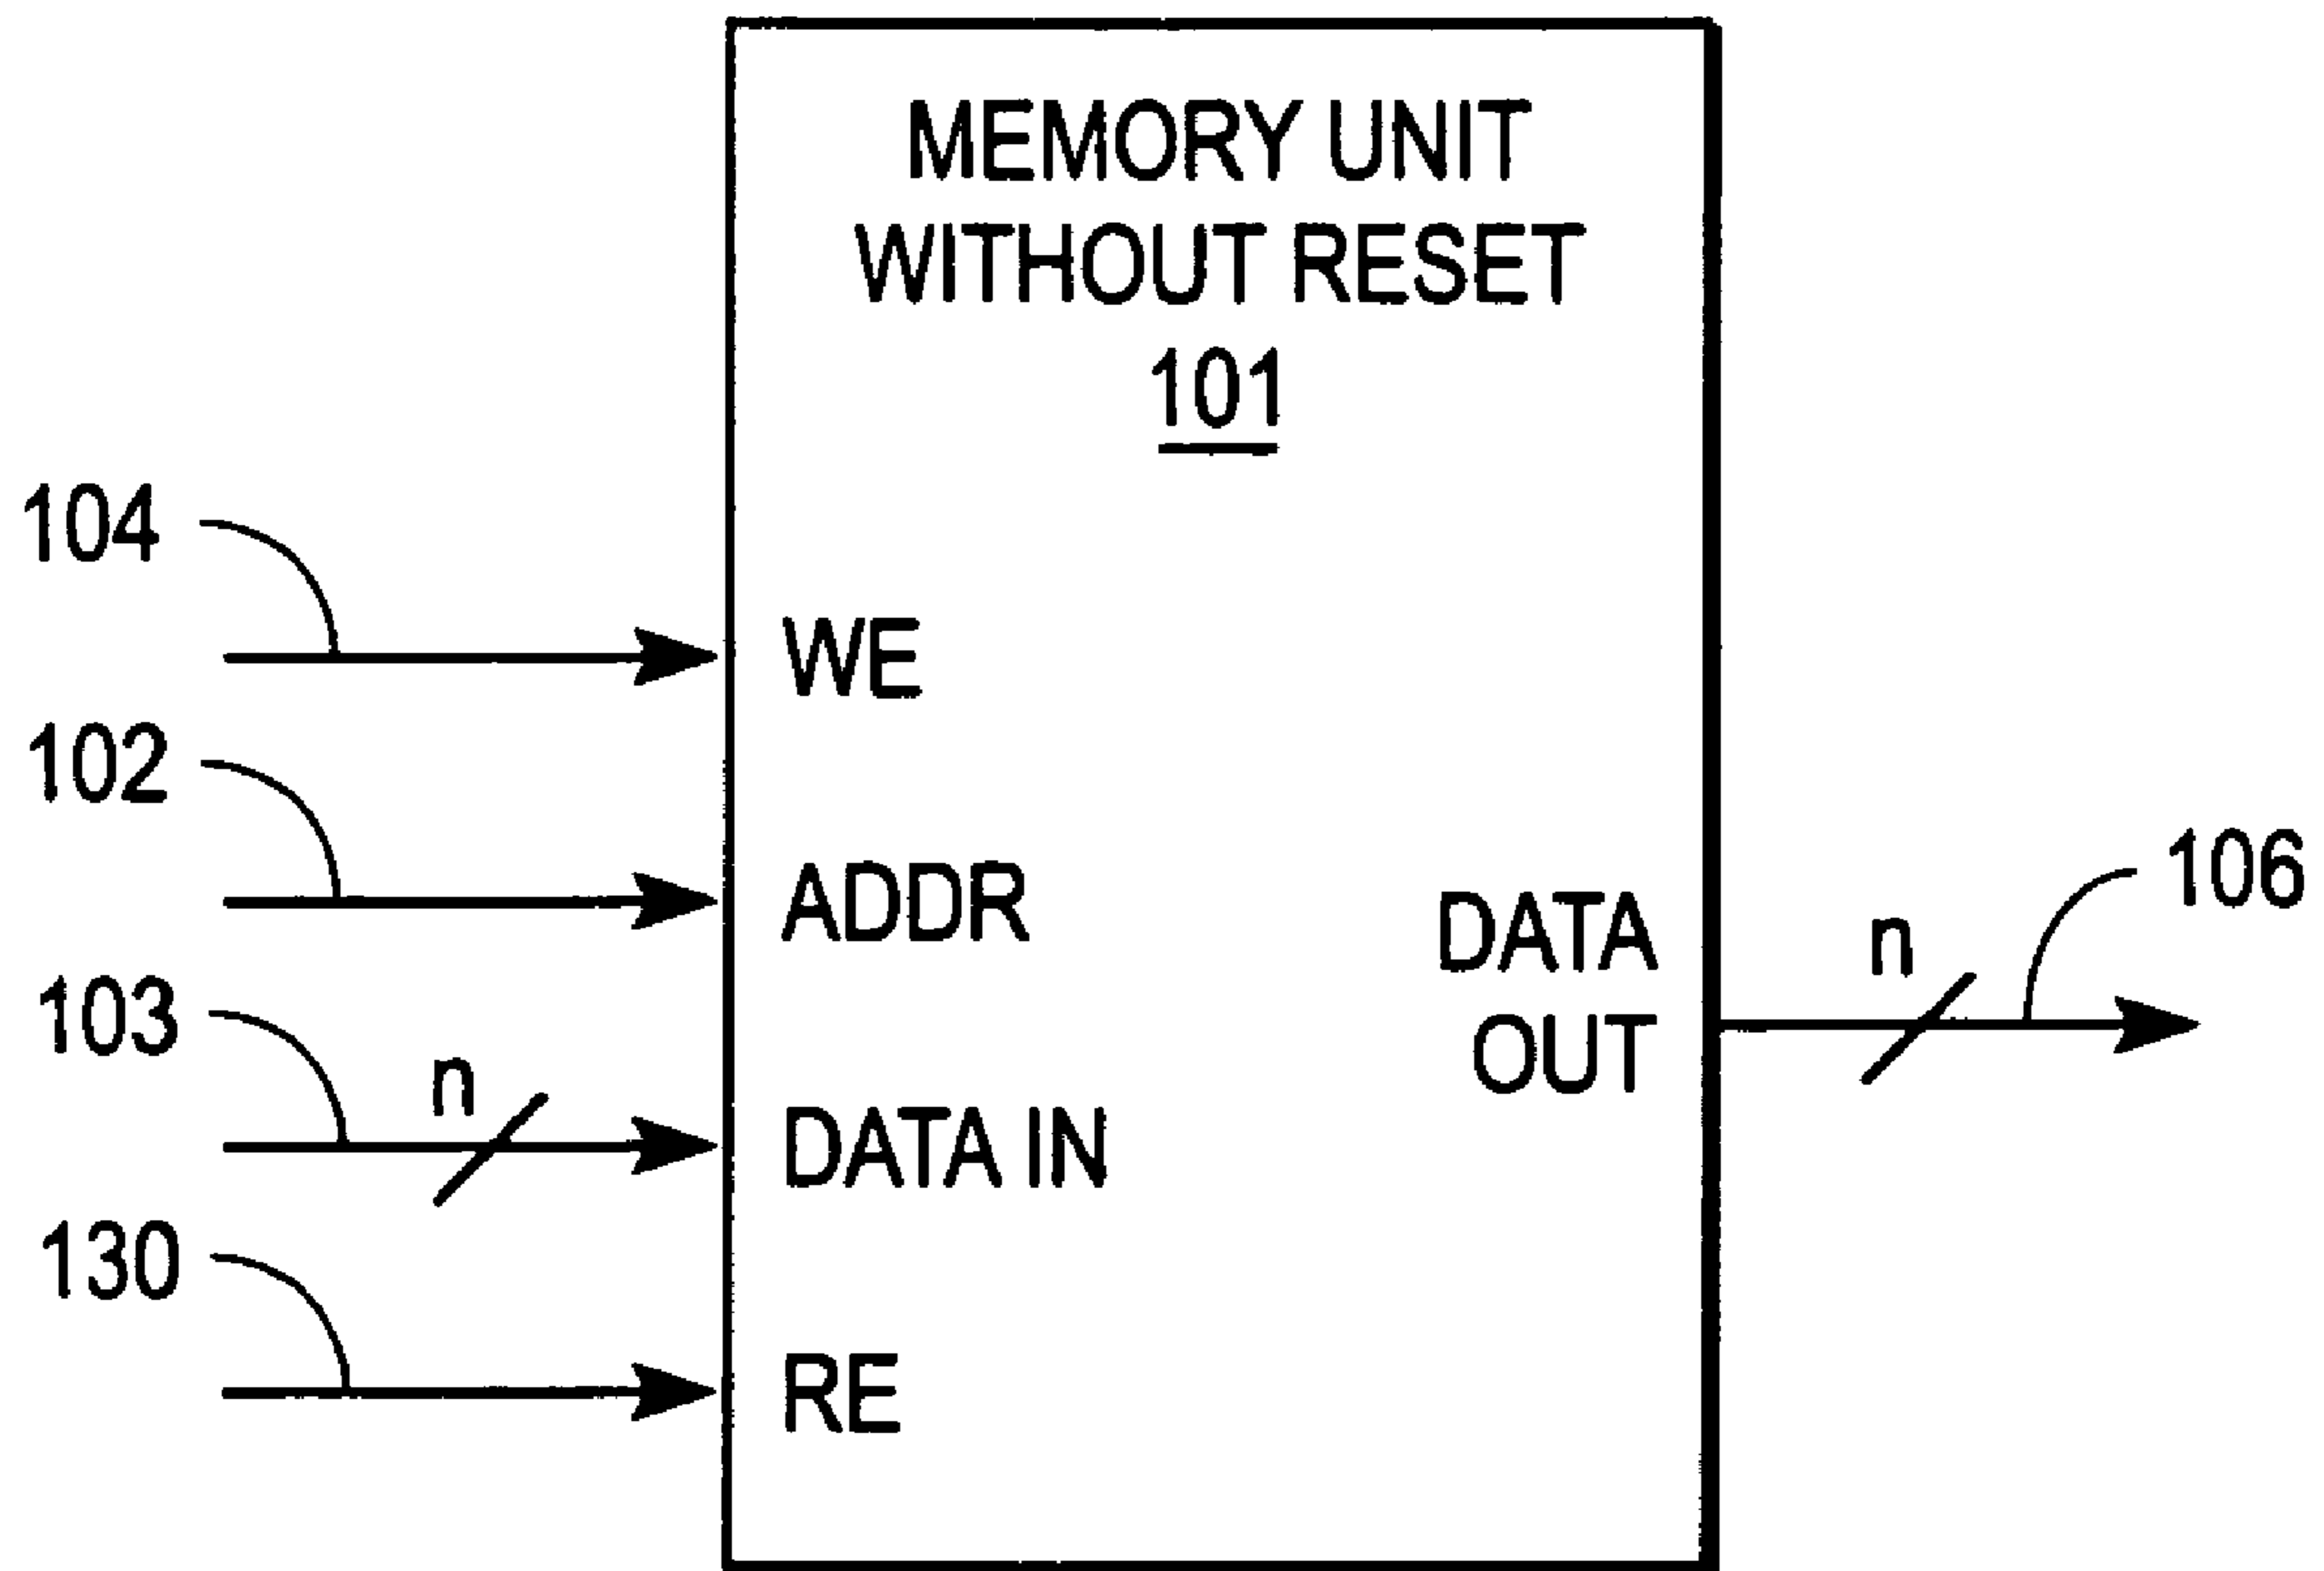 MEMORY UNIT
WITHOUT RESET
101
104
WE
102
ADDR
103
n
DATA IN
130
RE
DATA
OUT
n
106